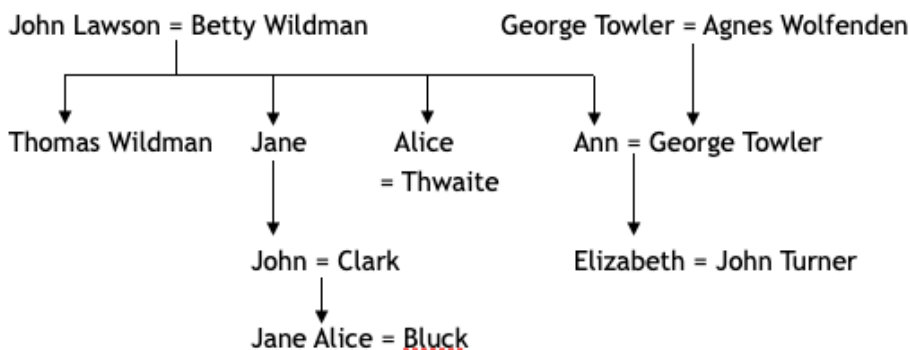 John Lawson = Betty Wildman George Towler = Agnes Wolfenden
Thomas Wildman Jane Alice Ann = George Towler
= Thwaite
John = Clark Elizabeth = John Turner
Jane Alice = Bluck